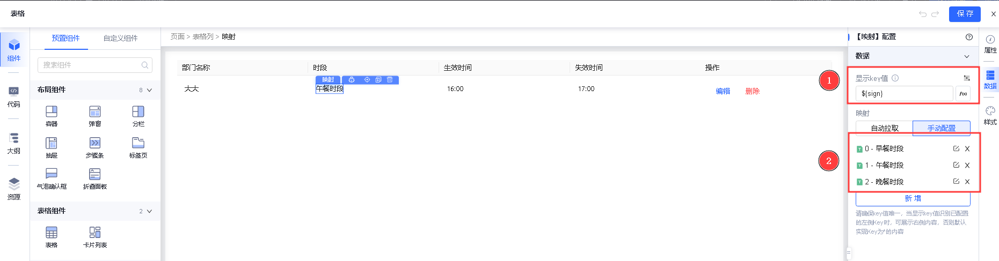 表格
保 存
X
组件
代码
大纲
资源
预置组件
自定义组件
搜索组件
布局组件
8
容器
弹窗
分栏
抽屉
步骤条
标签页
气泡确认框
折叠面板
表格组件
2
表格
卡片列表
页面 > 表格列 > 映射
部门名称
时段
生效时间
失效时间
操作
映射
大大
午餐时段
16:00
17:00
编辑
删除
1
2
【映射】配置
数据
显示key值
${sign}
f(x)
映射
自动拉取
手动配置
T 0 - 早餐时段 X
T 1 - 午餐时段 X
T 2 - 晚餐时段 X
新 增
请确保key值唯一，当显示key值识别已配置
的左侧Key时，可展示右侧内容，否则默认
实现Key为*的内容
属性
数据
样式